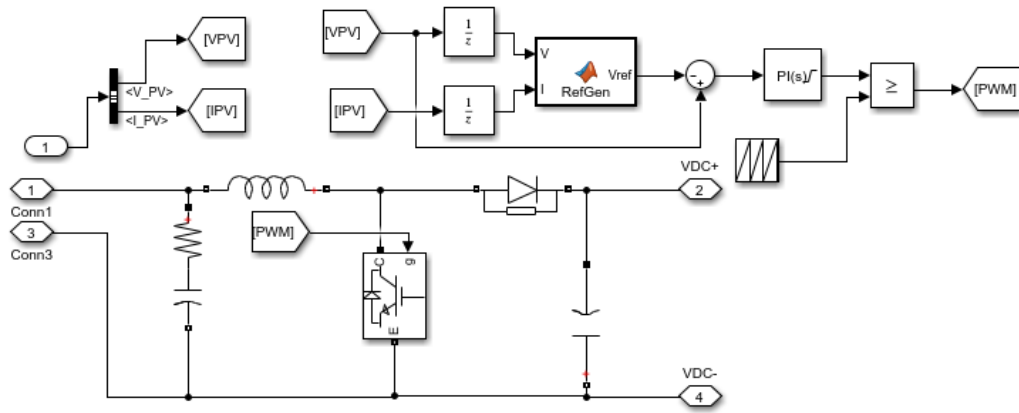 [VPV]
<V_PV>
[IPV]
<I_PV>
1
[VPV]
1
z
V
Vref
I
RefGen
[IPV]
1
z
-
+
PI(s)
≥
[PWM]
1
Conn1
3
Conn3
[PWM]
C
g
E
VDC+
2
VDC-
4